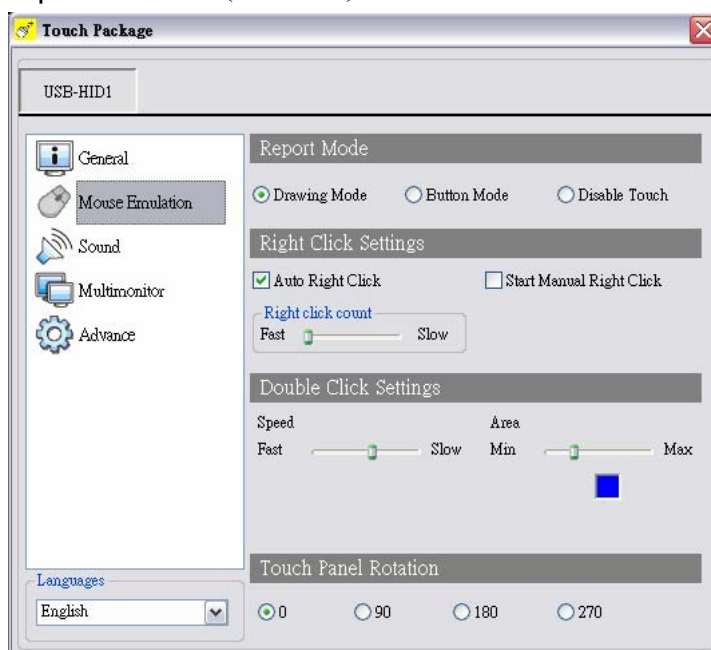 Touch Package
USB-HID1
General
Mouse Emulation
Sound
Multimonitor
Advance
Languages
English
Report Mode
Drawing Mode Button Mode Disable Touch
Right Click Settings
Auto Right Click Start Manual Right Click
Right click count
Fast Slow
Double Click Settings
Speed Area
Fast Slow Min Max
Touch Panel Rotation
0 90 180 270